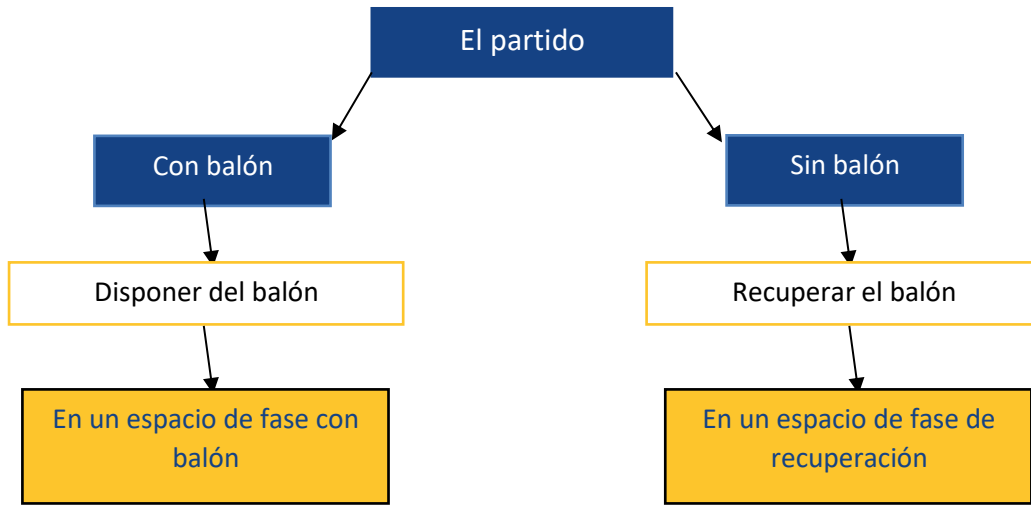 El partido
Con balón
Sin balón
Disponer del balón
Recuperar el balón
En un espacio de fase con
balón
En un espacio de fase de
recuperación